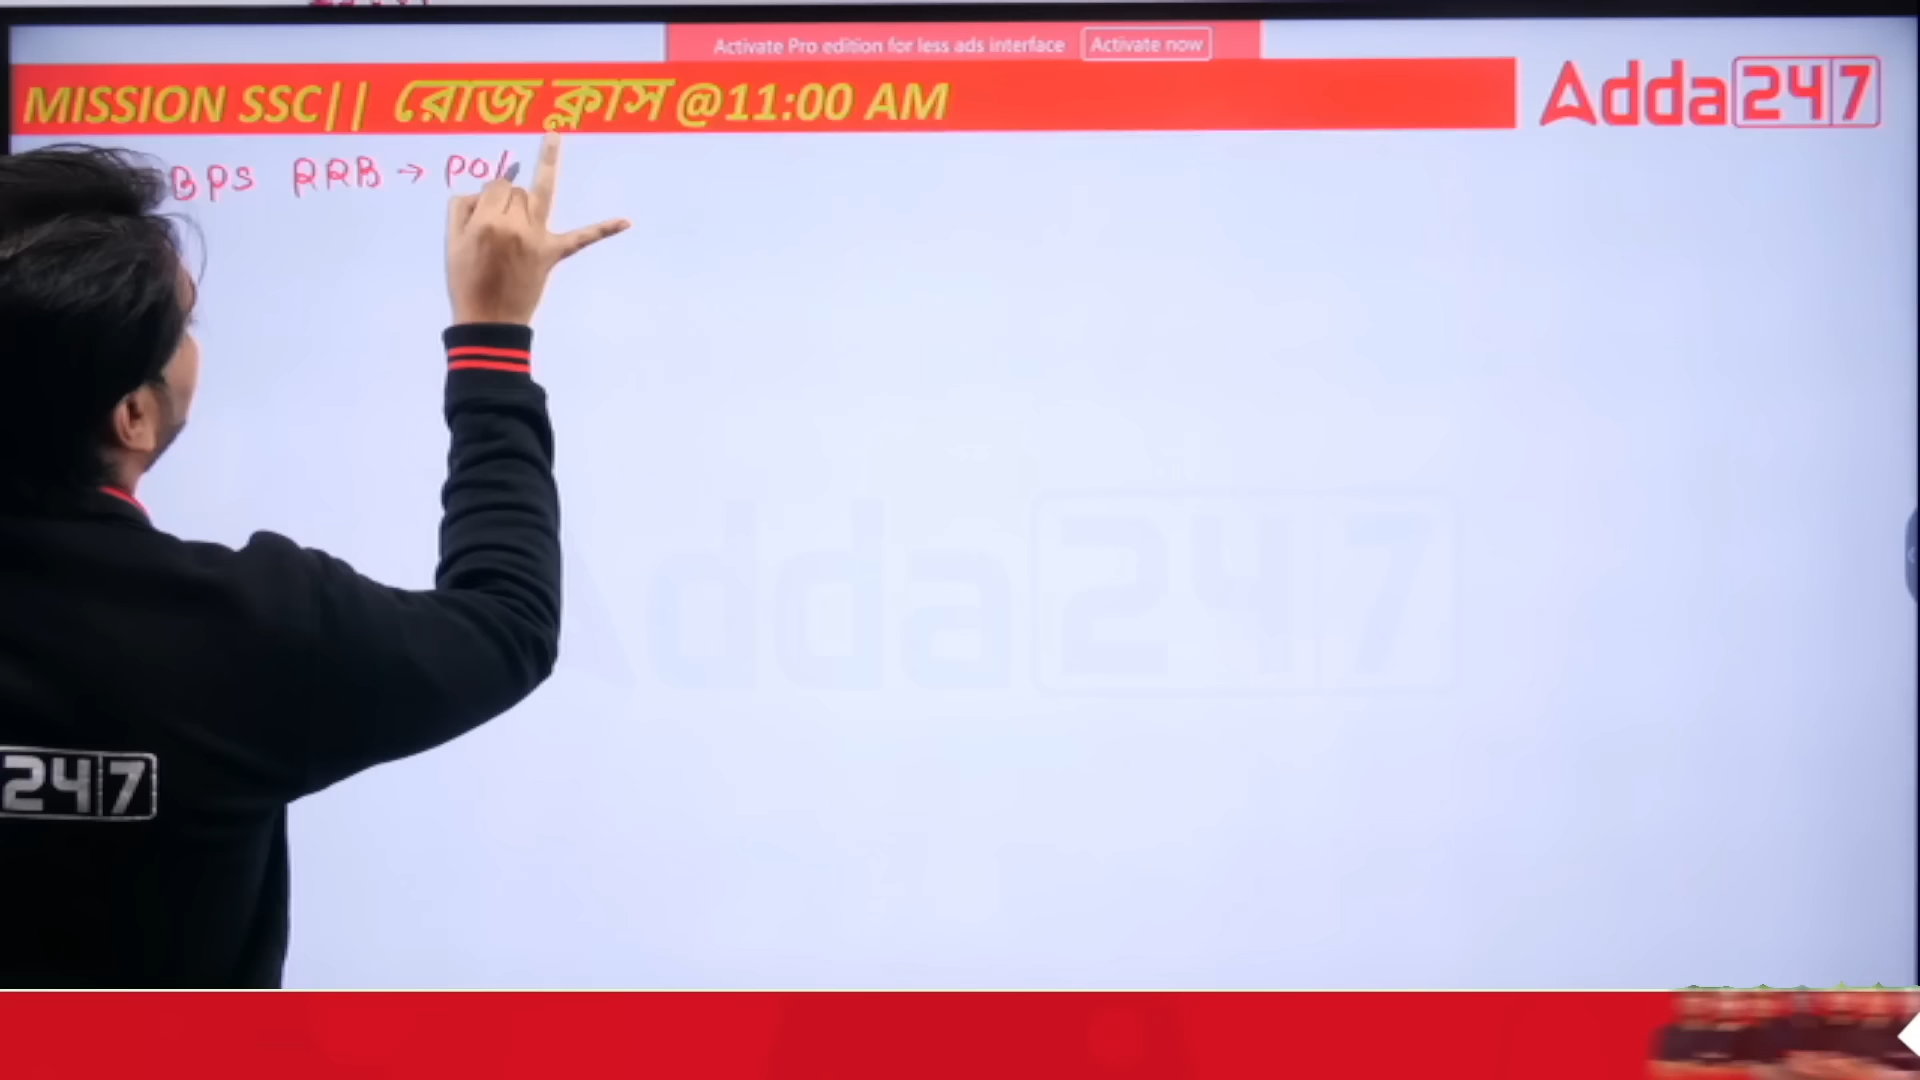 Activate Pro edition for less ads interface Activate now
MISSION SSC|| রোজ ক্লাস @11:00 AM
Adda247
BPS RRB → PO/
Adda247
247